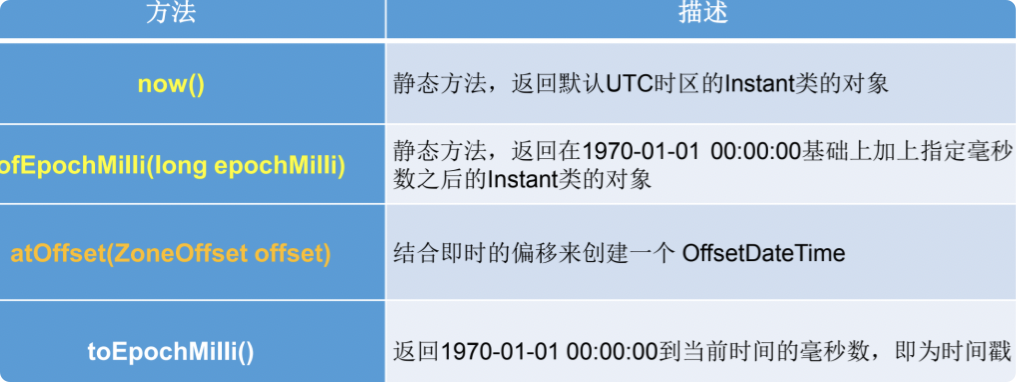 方法
描述
now()
静态方法，返回默认UTC时区的Instant类的对象
ofEpochMilli(long epochMilli)
静态方法，返回在1970-01-01 00:00:00基础上加上指定毫秒
数之后的Instant类的对象
atOffset(ZoneOffset offset)
结合即时的偏移来创建一个 OffsetDateTime
toEpochMilli()
返回1970-01-01 00:00:00到当前时间的毫秒数，即为时间戳